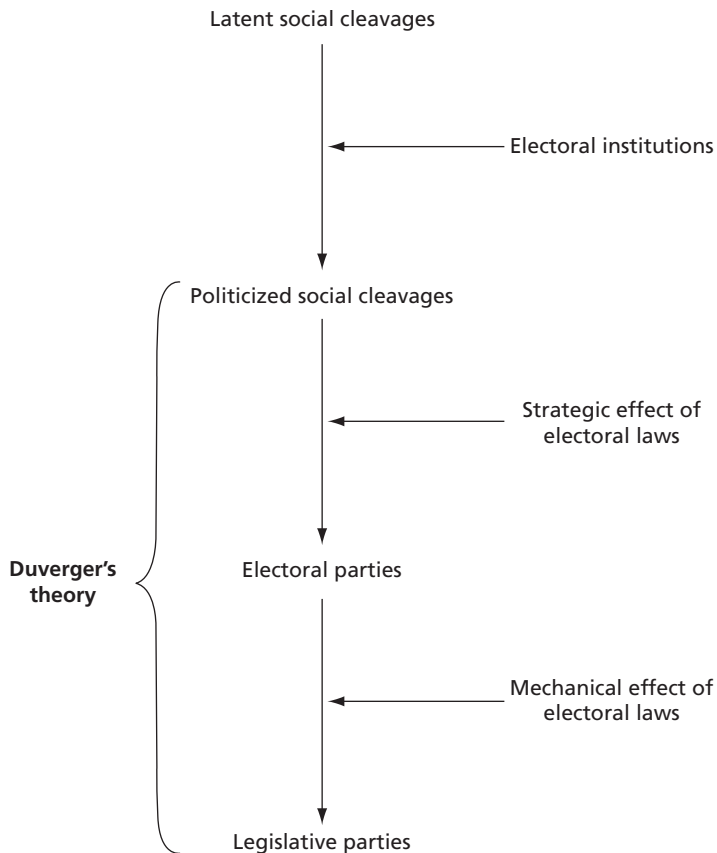 Latent social cleavages
Electoral institutions
Politicized social cleavages
Strategic effect of
electoral laws
Duverger's
theory
Electoral parties
Mechanical effect of
electoral laws
Legislative parties